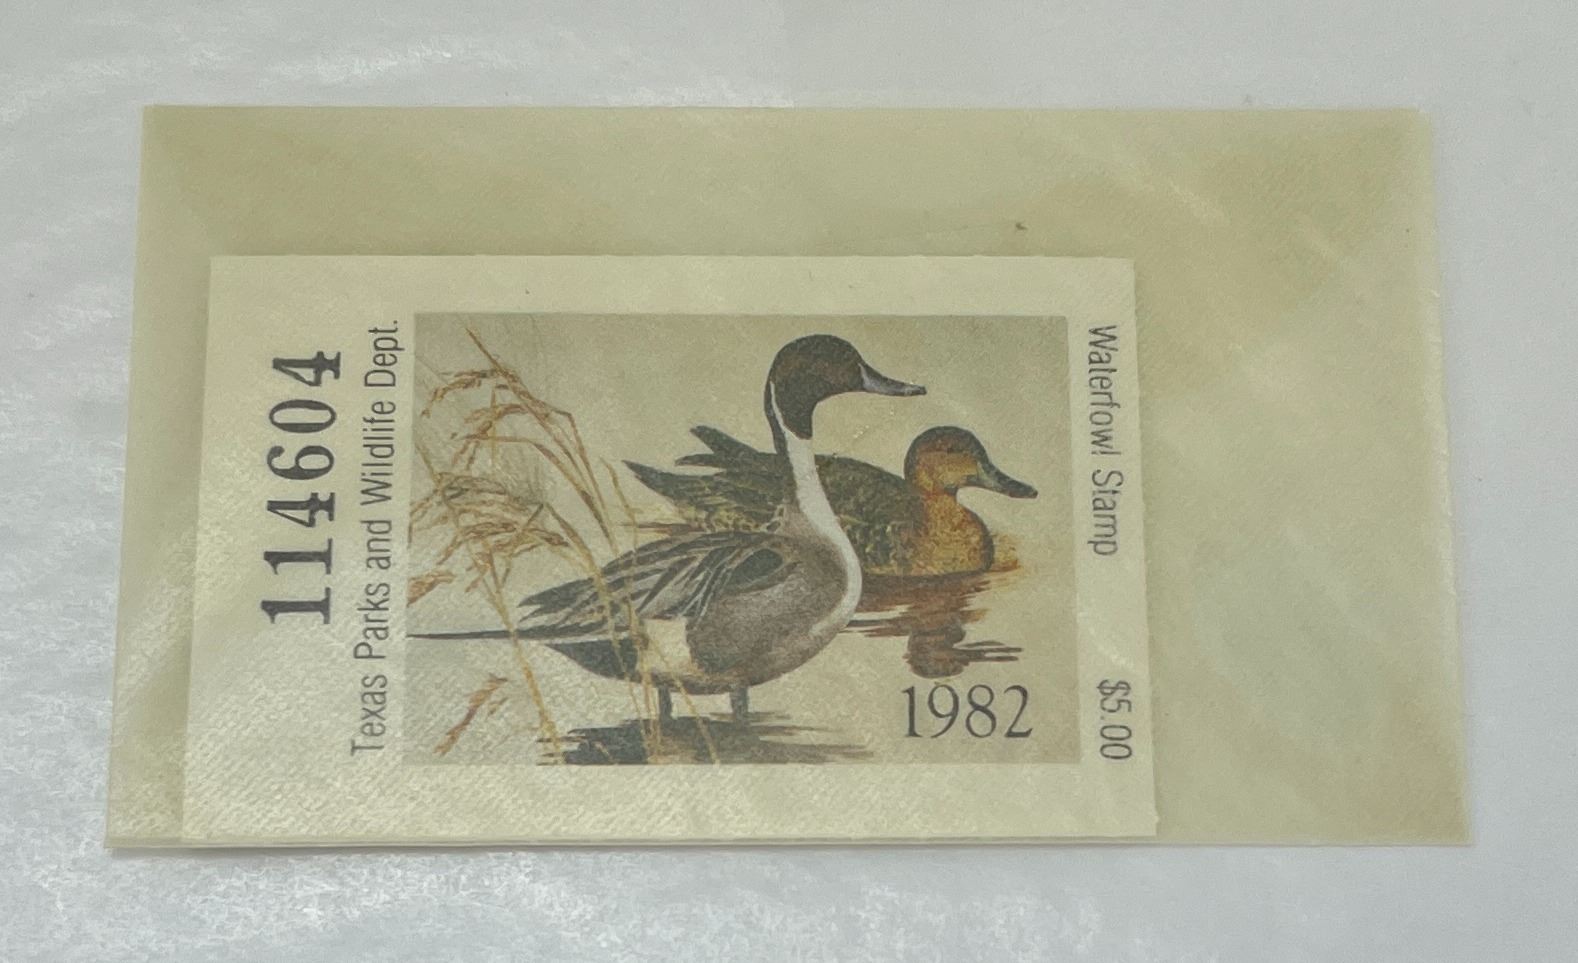 114604
Texas Parks and Wildlife Dept.
1982
Waterfowl Stamp $5.00